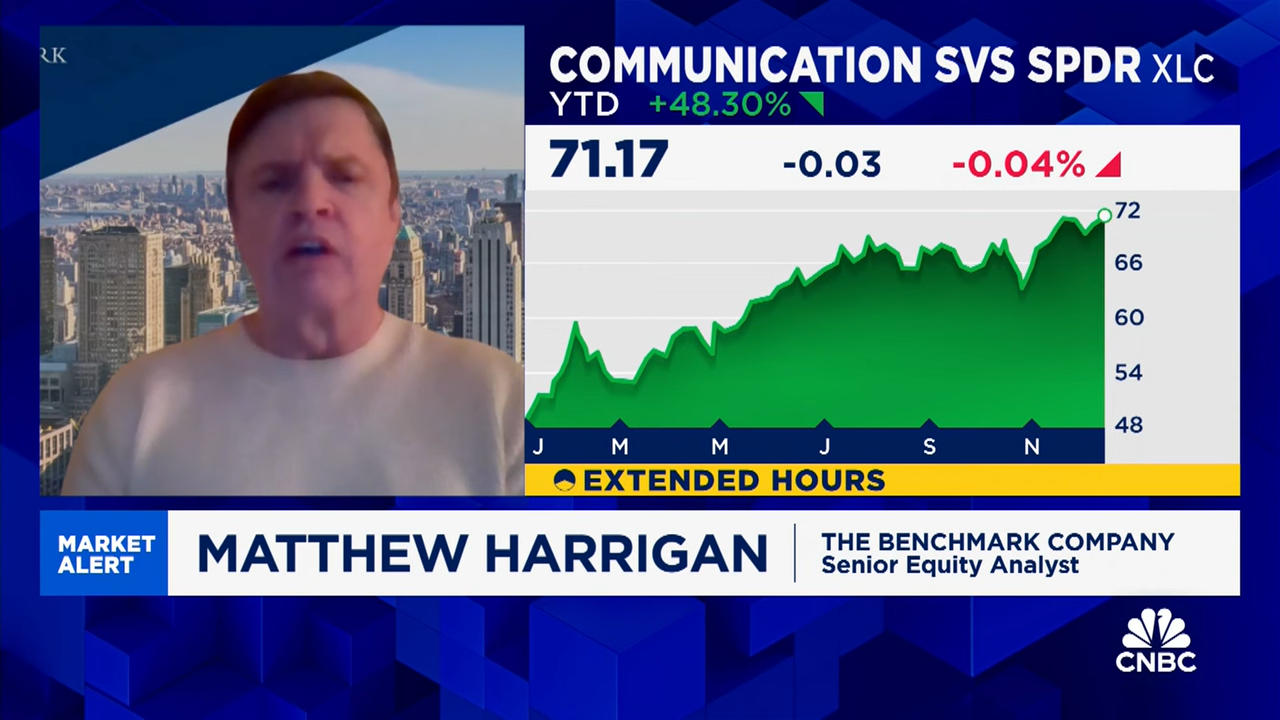 RK
COMMUNICATION SVS SPDR XLC
YTD +48.30%
71.17 -0.03 -0.04%
72
66
60
54
48
J M M J S N
EXTENDED HOURS
MARKET
ALERT
MATTHEW HARRIGAN
THE BENCHMARK COMPANY
Senior Equity Analyst
CNBC